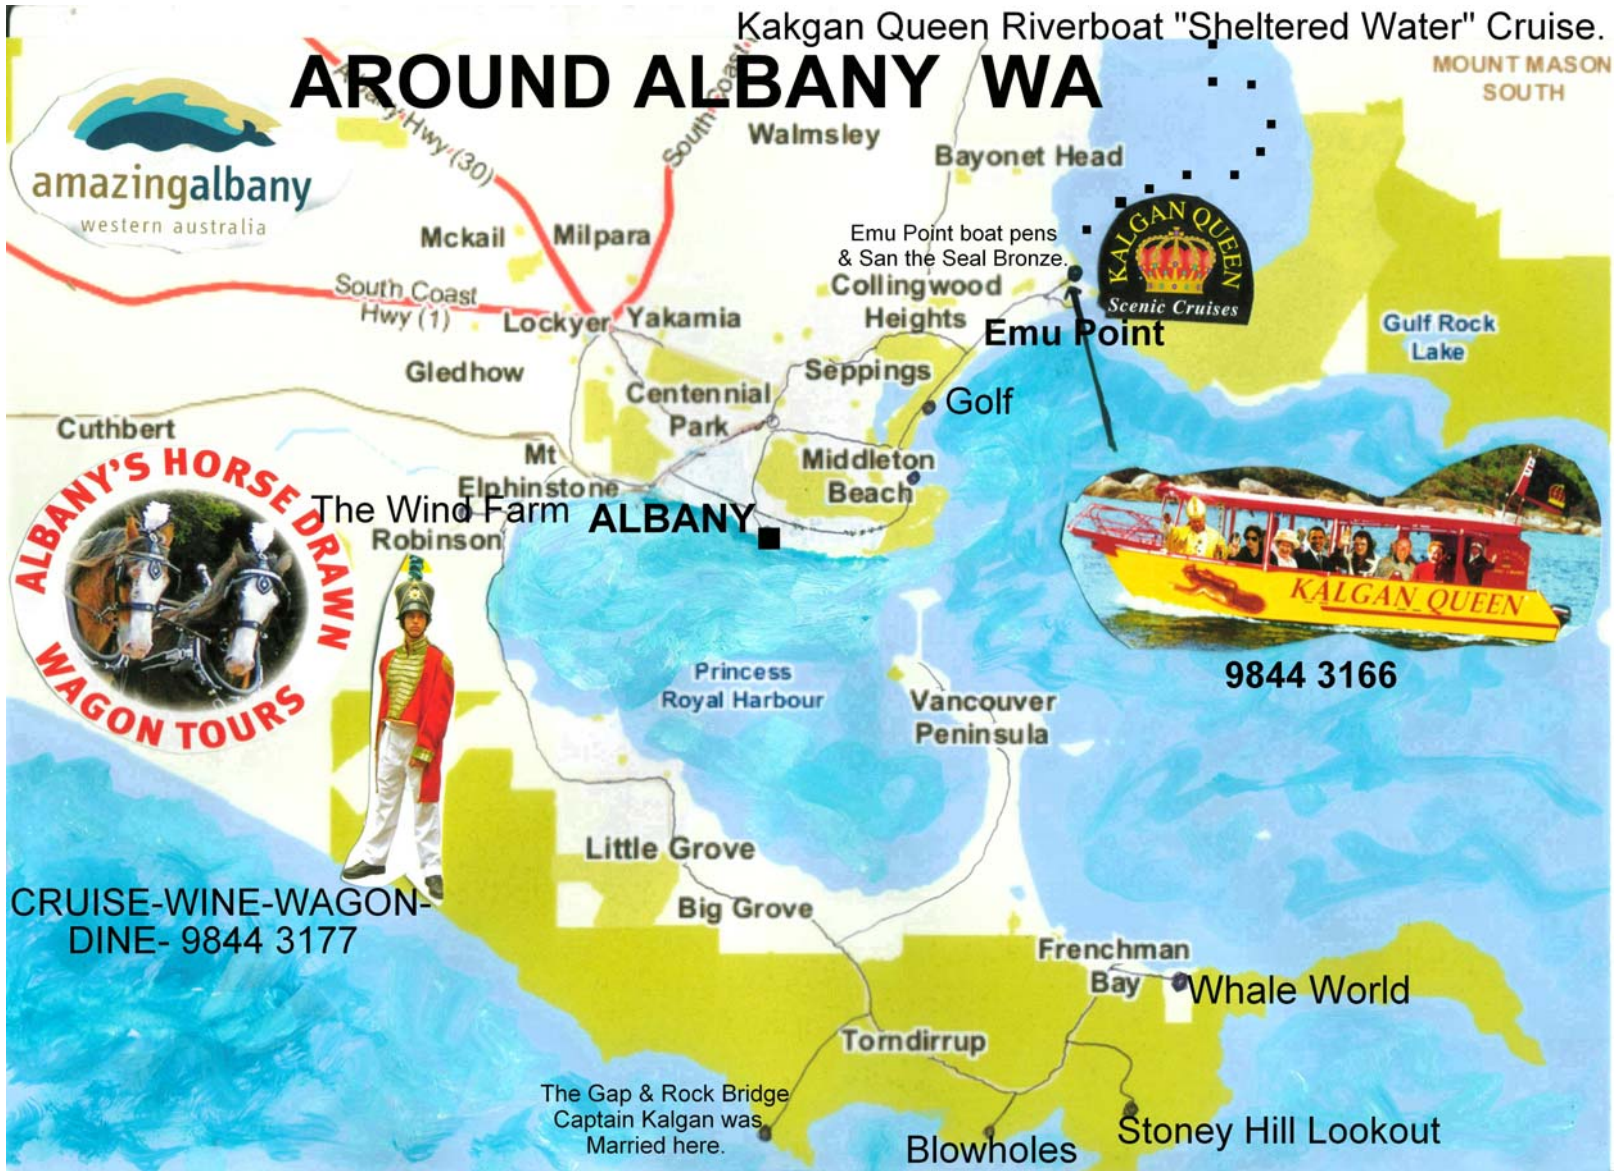 Kakgan Queen Riverboat "Sheltered Water" Cruise.
AROUND ALBANY WA
MOUNT MASON
SOUTH
Albany Hwy (30)
South Coast
Walmsley
Bayonet Head
amazingalbany
western australia
Mckail
Milpara
Emu Point boat pens
& San the Seal Bronze.
KALGAN QUEEN
Scenic Cruises
South Coast
Hwy (1)
Lockyer
Yakamia
Collingwood
Heights
Emu Point
Gulf Rock
Lake
Gledhow
Seppings
Centennial
Park
Golf
Cuthbert
Mt
Elphinstone
Middleton
Beach
The Wind Farm
ALBANY
Robinson
ALBANY'S HORSE DRAWN
WAGON TOURS
KALGAN QUEEN
9844 3166
Princess
Royal Harbour
Vancouver
Peninsula
Little Grove
Big Grove
CRUISE-WINE-WAGON-
DINE- 9844 3177
Frenchman
Bay
Whale World
Torndirrup
The Gap & Rock Bridge
Captain Kalgan was
Married here.
Blowholes
Stoney Hill Lookout